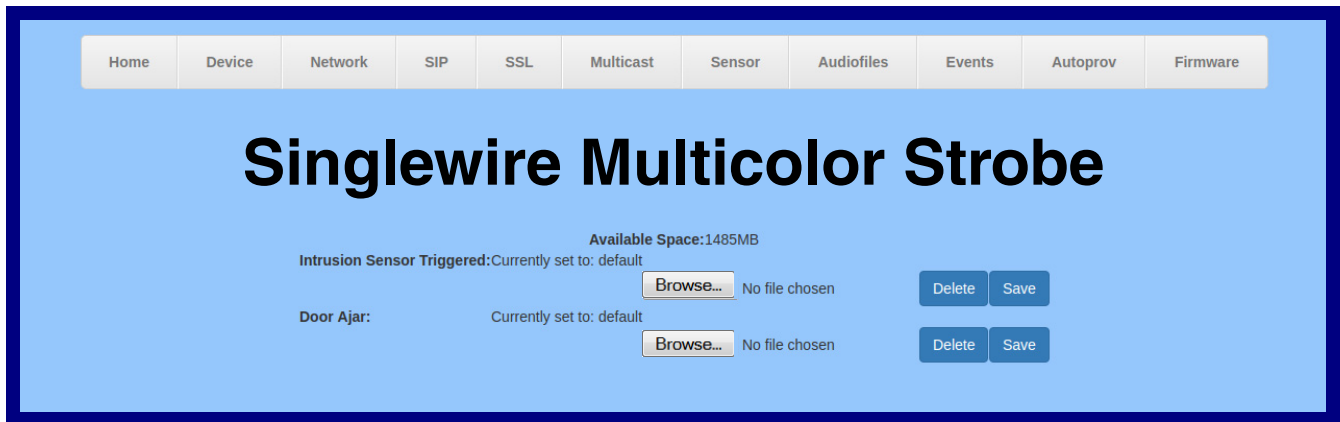 Home Device Network SIP SSL Multicast Sensor Audiofiles Events Autoprov Firmware
Singlewire Multicolor Strobe
Available Space:1485MB
Intrusion Sensor Triggered:Currently set to: default
Browse... No file chosen Delete Save
Door Ajar: Currently set to: default
Browse... No file chosen Delete Save